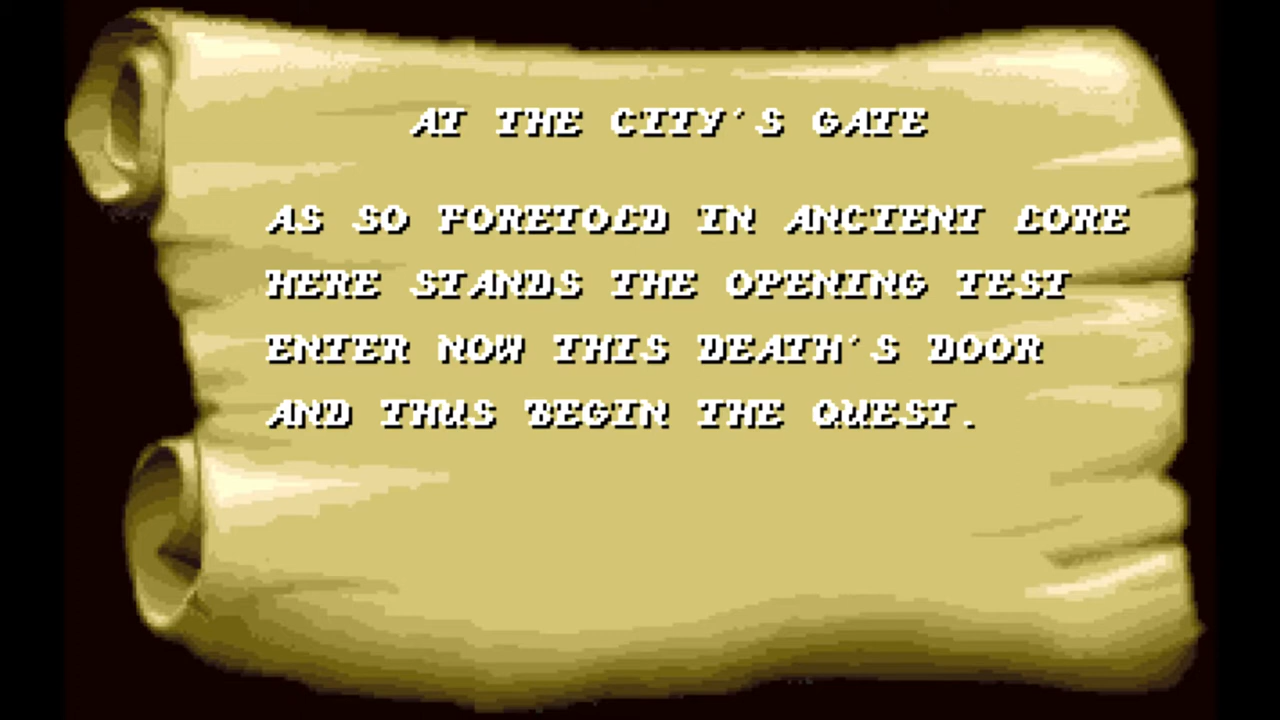 AT THE CITY'S GATE
AS SO FORETOLD IN ANCIENT LORE
HERE STANDS THE OPENING TEST
ENTER NOW THIS DEATH'S DOOR
AND THUS BEGIN THE QUEST.